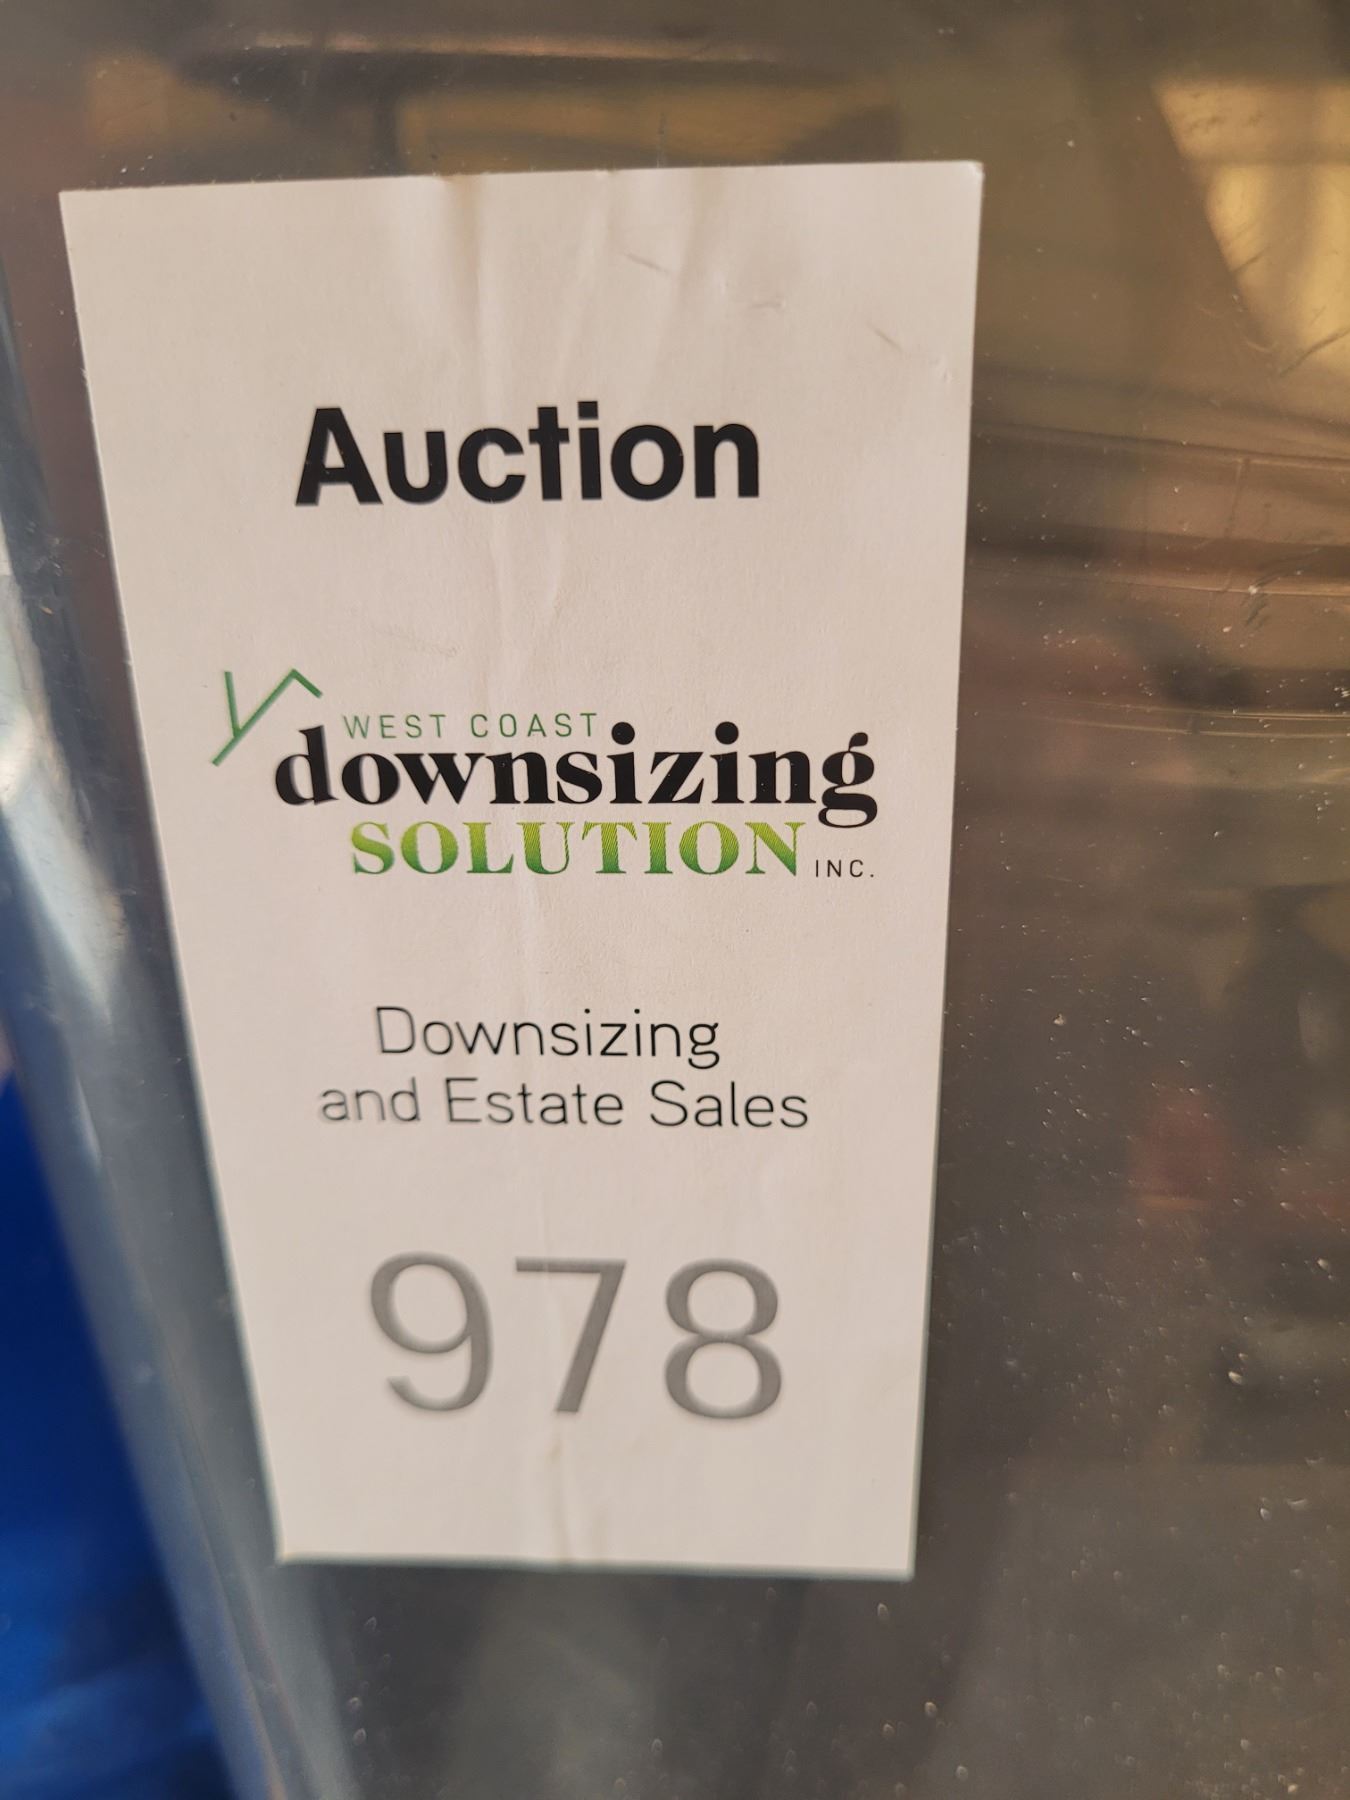 Auction
WEST COAST
downsizing
SOLUTION INC.
Downsizing
and Estate Sales
978